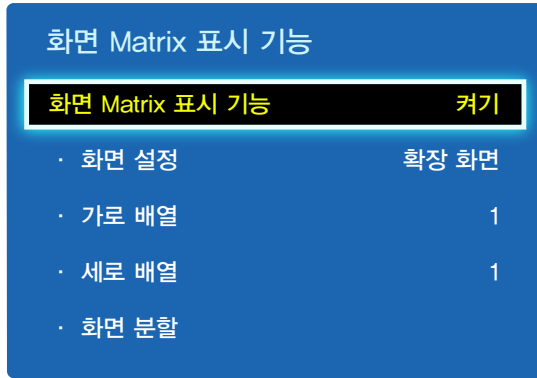 화면 Matrix 표시 기능
화면 Matrix 표시 기능 켜기
· 화면 설정 확장 화면
· 가로 배열 1
· 세로 배열 1
· 화면 분할